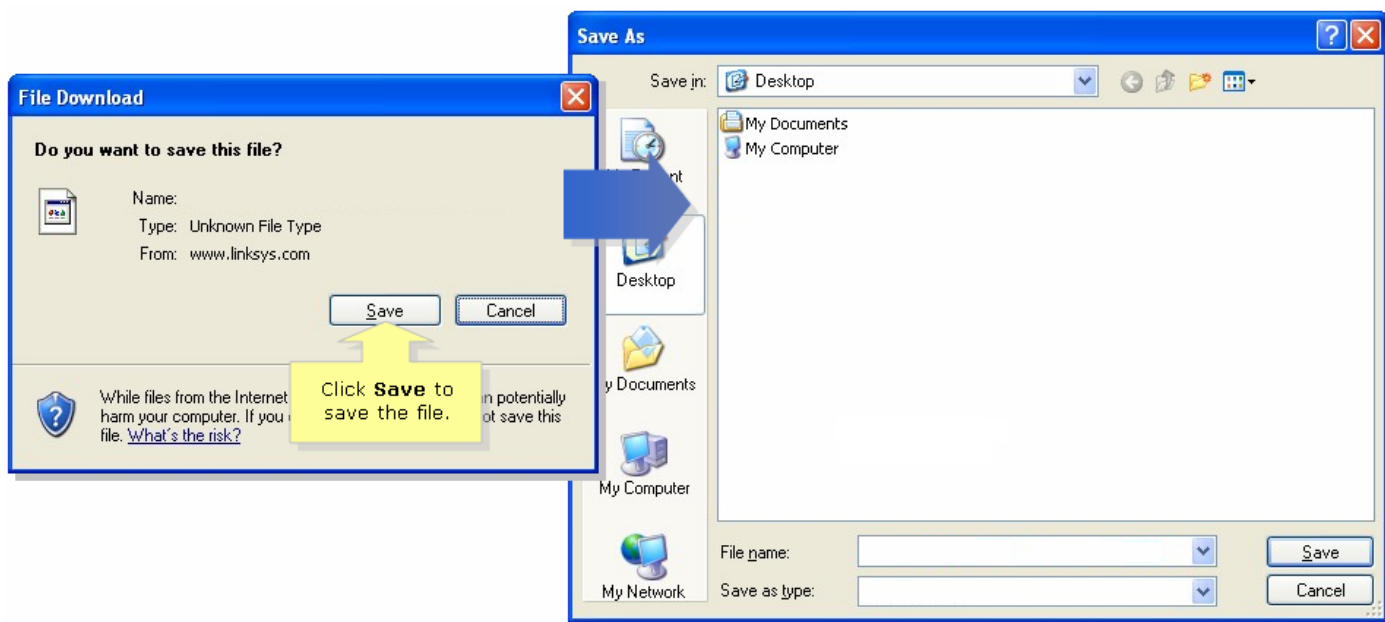 File Download
Do you want to save this file?
Name:
Type: Unknown File Type
From: www.linksys.com
Save
Cancel
Click Save to
save the file.
While files from the Internet potentially
harm your computer. If you save this
file. What's the risk?
Save As
Save in: Desktop
My Documents
My Computer
Desktop
Documents
My Computer
My Network
File name:
Save
Save as type:
Cancel